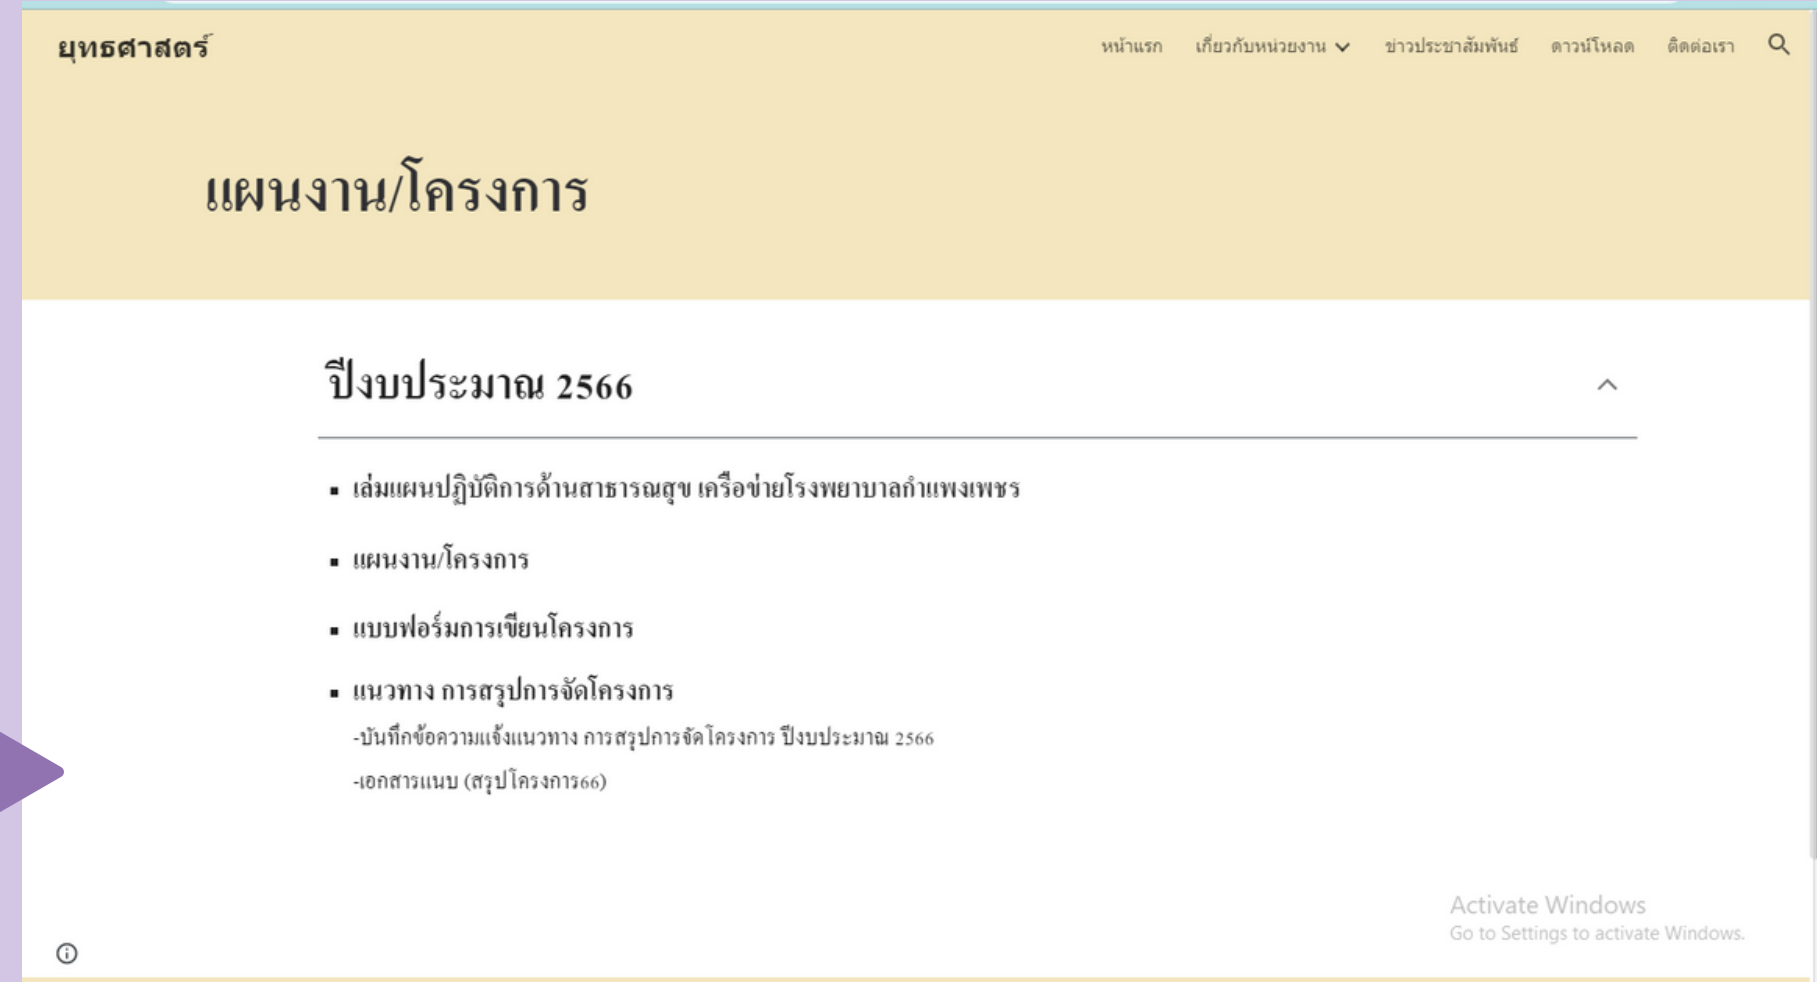 ยุทธศาสตร์
หน้าแรก เกี่ยวกับหน่วยงาน ข่าวประชาสัมพันธ์ ดาวน์โหลด ติดต่อเรา
แผนงาน/โครงการ
ปีงบประมาณ 2566
▪ เล่มแผนปฏิบัติการด้านสาธารณสุข เครือข่ายโรงพยาบาลกำแพงเพชร
▪ แผนงาน/โครงการ
▪ แบบฟอร์มการเขียนโครงการ
▪ แนวทาง การสรุปการจัดโครงการ
-บันทึกข้อความแจ้งแนวทาง การสรุปการจัดโครงการ ปีงบประมาณ 2566
-เอกสารแนบ (สรุปโครงการ66)
Activate Windows
Go to Settings to activate Windows.